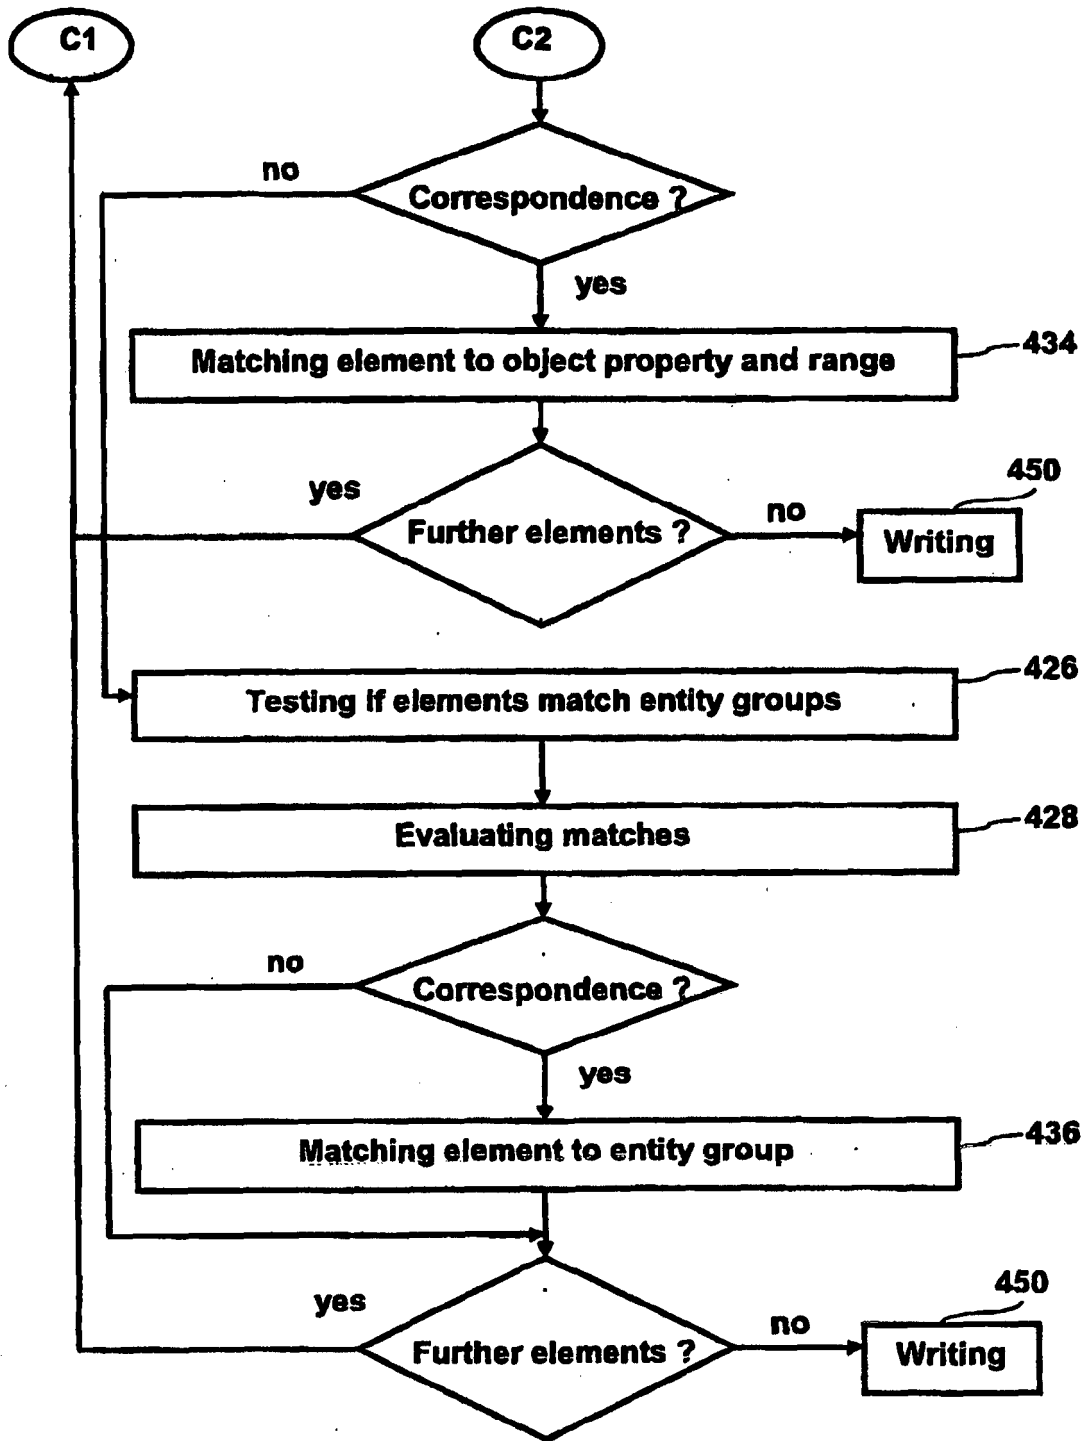 C1
C2
no
Correspondence ?
yes
434
Matching element to object property and range
450
yes
no
Further elements ?
Writing
426
Testing if elements match entity groups
428
Evaluating matches
no
Correspondence ?
yes
436
Matching element to entity group
450
yes
no
Further elements ?
Writing